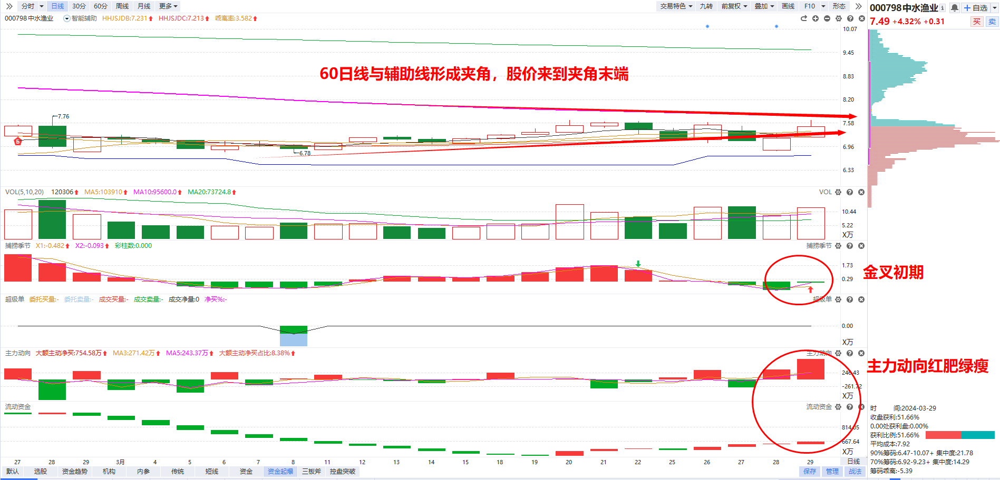 分时 日线 30分 60分 周线 月线 更多 交易特色 九转 前复权 叠加 画线 F10 形态
000798 中水渔业 智能辅助 HHJSJDB:7.231 HHJSJDC:7.213 乖离率:3.582
000798 中水渔业 自选
7.49 +4.32% +0.31 买 卖
10.07
9.45
60日线与辅助线形成夹角，股价来到夹角末端
8.83
8.20
7.76
7.58
B
6.96
6.78
6.33
VOL(5,10,20) 120306 MA5:103910 MA10:95600.0 MA20:73724.8 VOL
10.44
5.22
X万
捕捞季节 X1:-0.482 X2:-0.093 彩柱数:0.000 捕捞季节
1.73
0.29
金叉初期
超级单 委托买量:- 委托卖量:- 成交买量:- 成交卖量:- 成交净量:0 净买%:- 超级单
0.00
X万
主力动向 大额主动净买:754.58万 MA3:271.42万 MA5:243.37万 大额主动净买占比:8.38% 主力动向
主力动向红肥绿瘦
246.43
-261.72
X万
流动资金 流动资金
814.05
667.64
X万
时 间:2024-03-29
收盘获利:51.66%
0.00处获利盘:0.00%
获利比例:51.66%
平均成本:7.92
90%筹码:6.47-10.07+ 集中度:21.78
70%筹码:6.92-9.23+ 集中度:14.29
筹码乖离:-5.39
27 28 29 3月 4 5 6 7 8 11 12 13 14 15 18 19 20 21 22 25 26 27 28 29 日线
默认 选股 资金趋势 机构 内参 传统 短线 资金 资金起爆 三板斧 控盘突破 保存 管理 战法